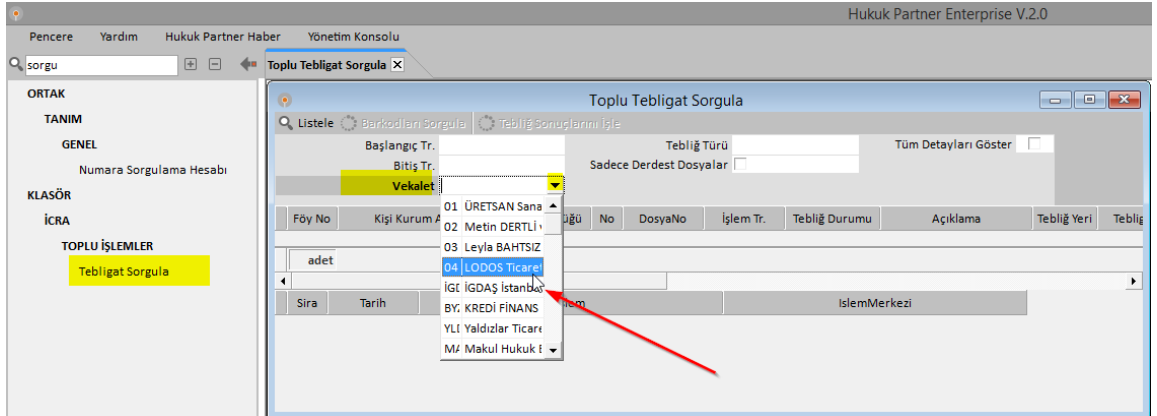 Hukuk Partner Enterprise V.2.0
Pencere Yardım Hukuk Partner Haber Yönetim Konsolu
sorgu
Toplu Tebligat Sorgula
ORTAK
TANIM
GENEL
Numara Sorgulama Hesabı
KLASÖR
İCRA
TOPLU İŞLEMLER
Tebligat Sorgula
Toplu Tebligat Sorgula
Listele Barkodları Sorgula Tebliğ Sonuçlarını İşle
Başlangıç Tr. Tebliğ Türü Tüm Detayları Göster
Bitiş Tr. Sadece Derdest Dosyalar
Vekalet
01 ÜRETSAN Sana
02 Metin DERTLİ
03 Leyla BAHTSIZ
04 LODOS Ticaret
İGDAŞ İstanb
KREDİ FİNANS
Yaldızlar Ticare
Makul Hukuk
Föy No Kişi Kurum No DosyaNo İşlem Tr. Tebliğ Durumu Açıklama Tebliğ Yeri Teblig
adet
Sira Tarih IslemMerkezi